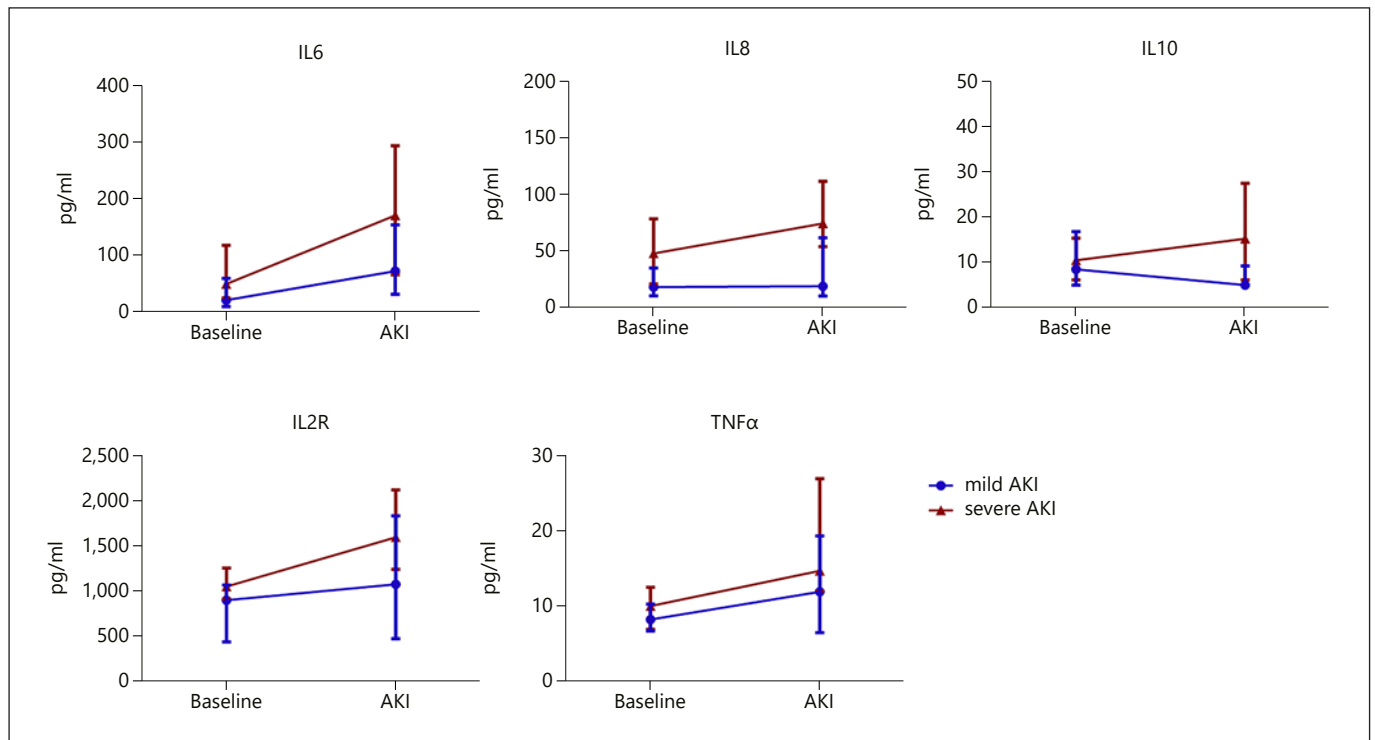 IL6
400
300
200
100
0
pg/ml
Baseline AKI
IL8
200
150
100
50
0
pg/ml
Baseline AKI
IL10
50
40
30
20
10
0
pg/ml
Baseline AKI
IL2R
2,500
2,000
1,500
1,000
500
0
pg/ml
Baseline AKI
TNFα
30
20
10
0
pg/ml
Baseline AKI
mild AKI
severe AKI